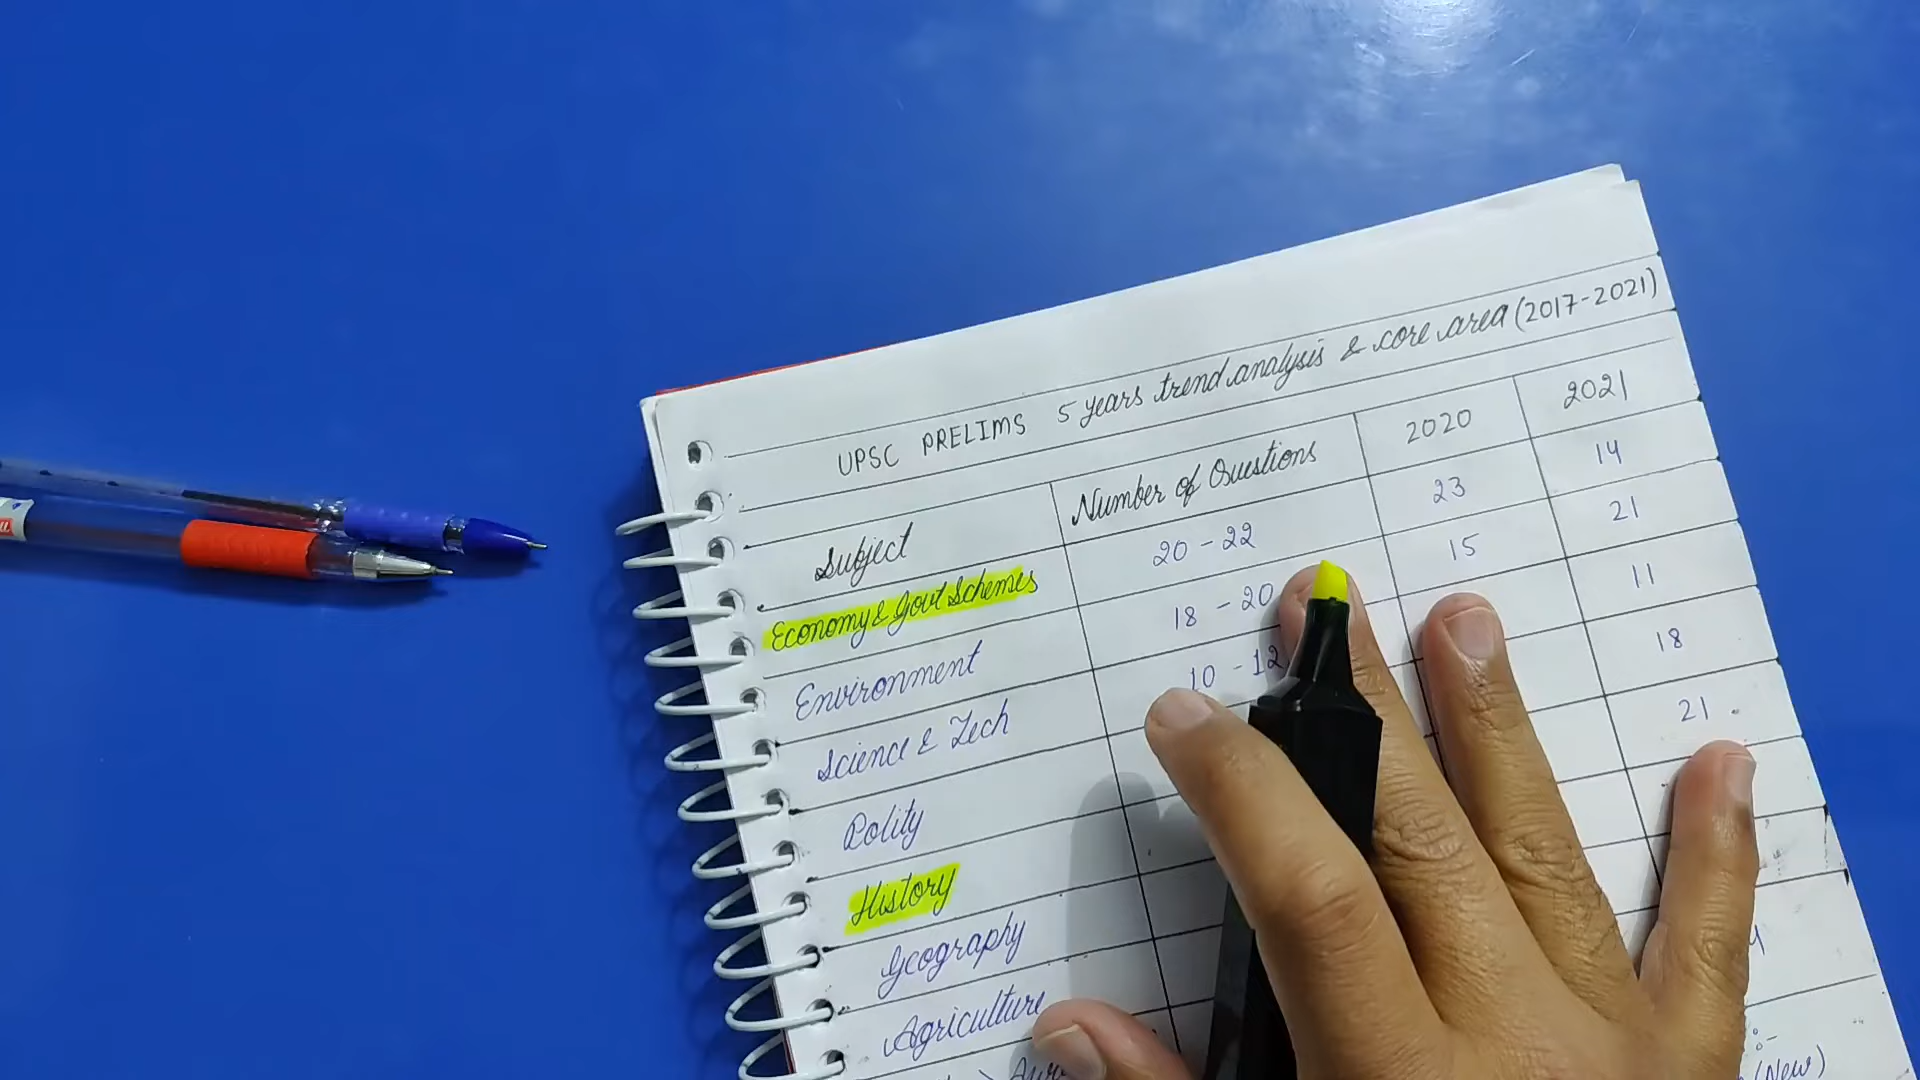 UPSC PRELIMS 5 years trend analysis & core area (2017-2021)
Subject Number of Questions 2020 2021
Economy & Govt Schemes 20 - 22 23 14
Environment 18 - 20 15 21
Science & Tech 10 - 12 11
Polity 18
History 21
Geography
Agriculture
(New)